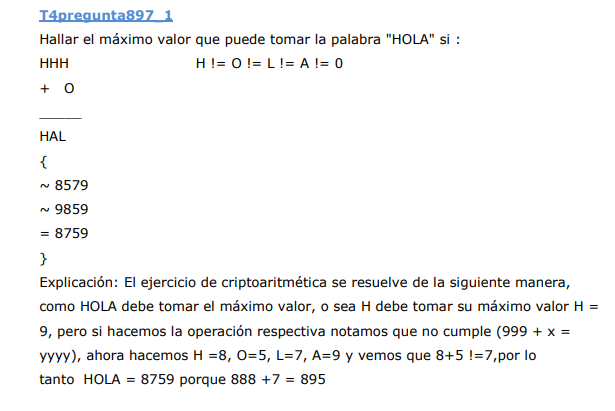 T4pregunta897_1
Hallar el máximo valor que puede tomar la palabra "HOLA" si :
HHH H != O != L != A != 0
+ O
_____
HAL
{
~ 8579
~ 9859
= 8759
}
Explicación: El ejercicio de criptoaritmética se resuelve de la siguiente manera,
como HOLA debe tomar el máximo valor, o sea H debe tomar su máximo valor H =
9, pero si hacemos la operación respectiva notamos que no cumple (999 + x =
yyyy), ahora hacemos H =8, O=5, L=7, A=9 y vemos que 8+5 !=7,por lo
tanto HOLA = 8759 porque 888 +7 = 895